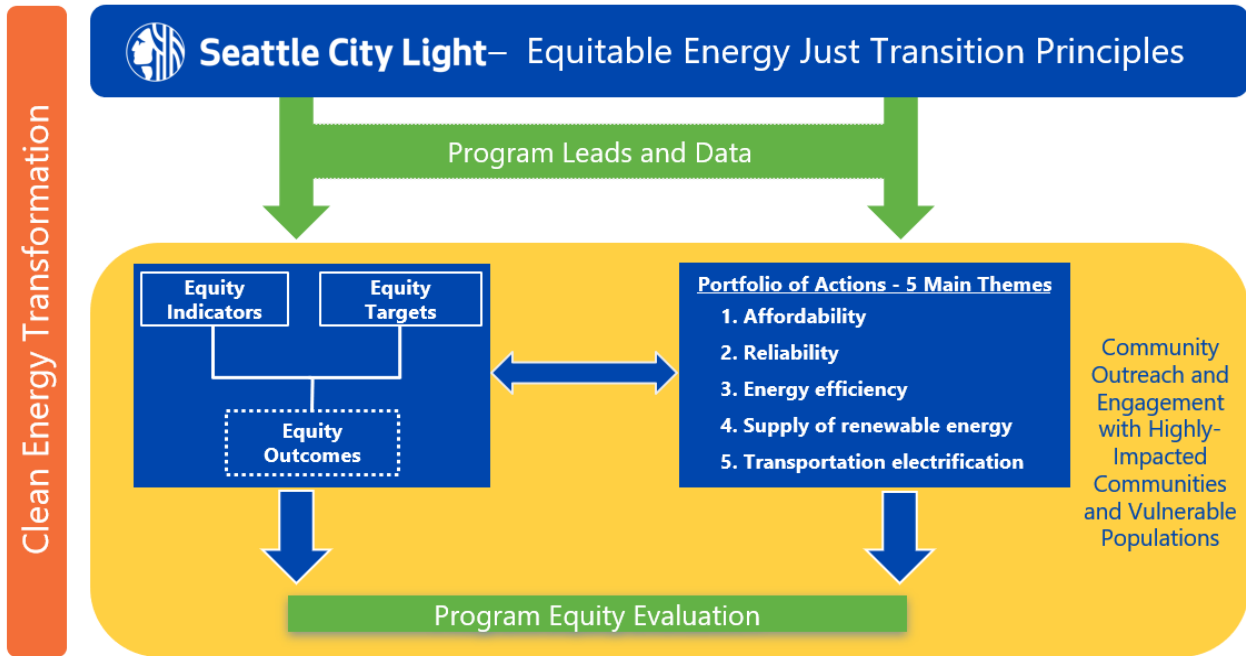 Clean Energy Transformation
Seattle City Light– Equitable Energy Just Transition Principles
Program Leads and Data
Equity
Indicators
Equity
Targets
Equity
Outcomes
Portfolio of Actions - 5 Main Themes
1. Affordability
2. Reliability
3. Energy efficiency
4. Supply of renewable energy
5. Transportation electrification
Community
Outreach and
Engagement
with Highly-
Impacted
Communities
and Vulnerable
Populations
Program Equity Evaluation